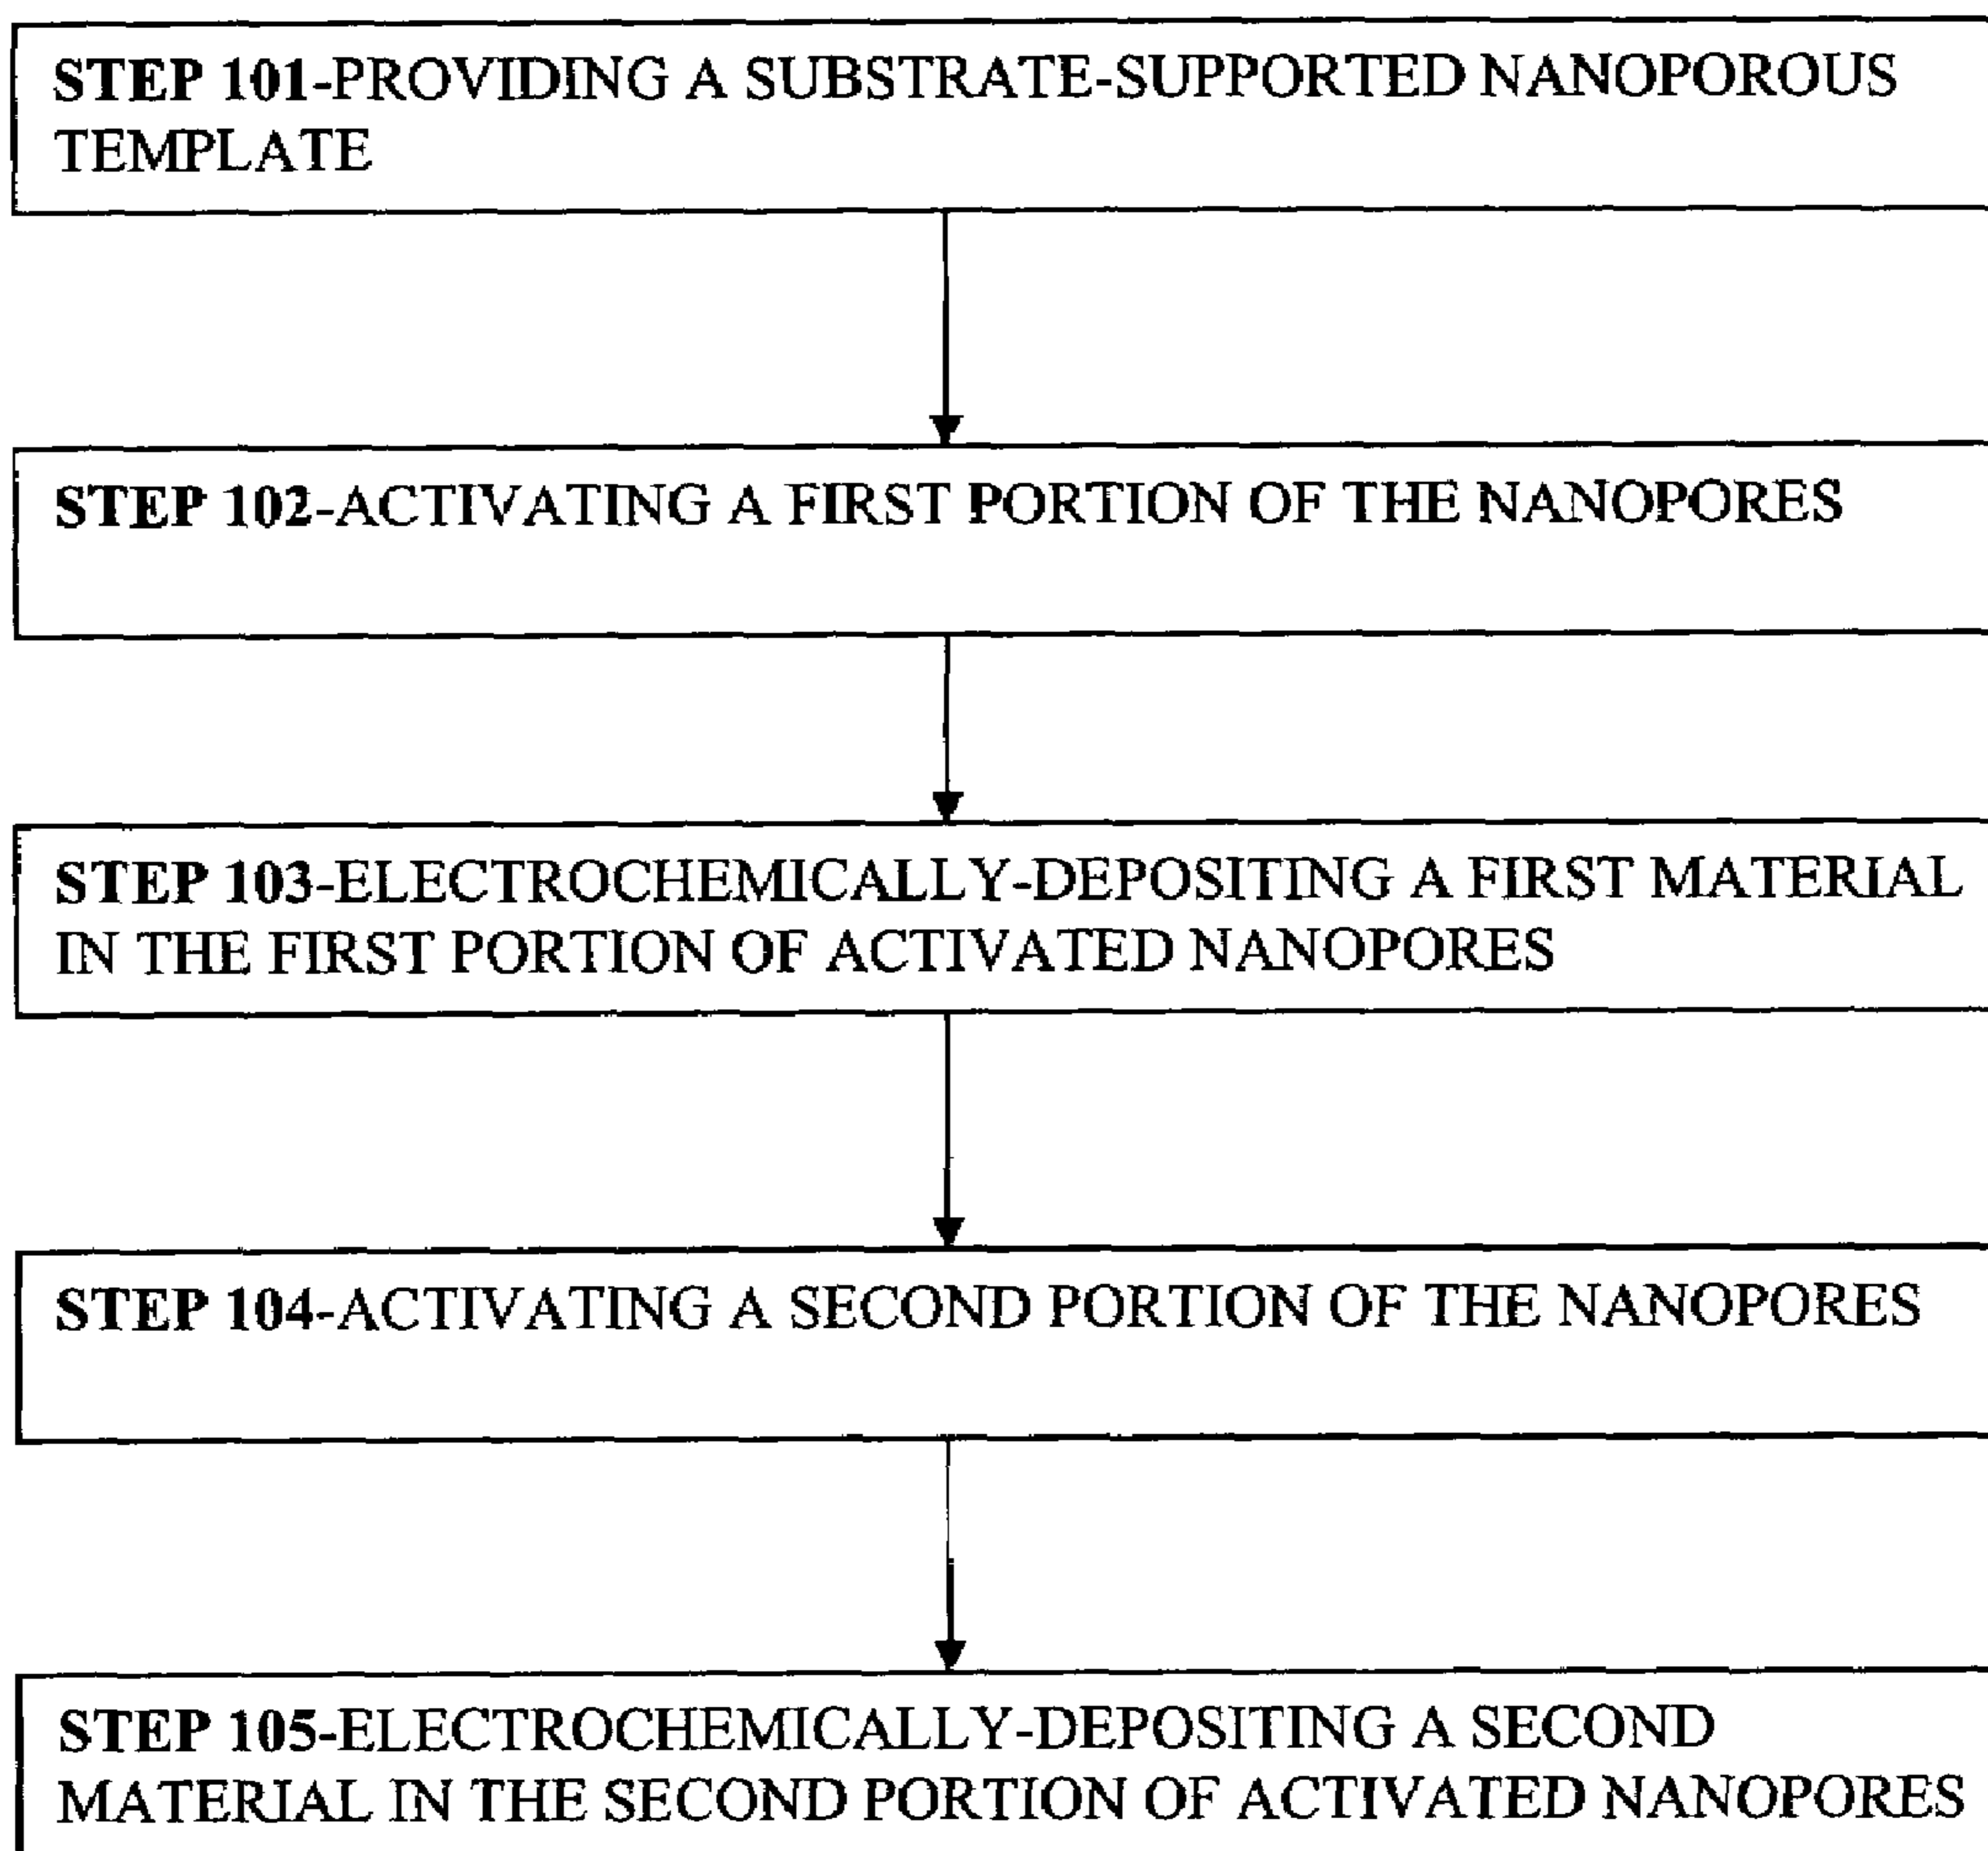 STEP 101-PROVIDING A SUBSTRATE-SUPPORTED NANOPOROUS
TEMPLATE
STEP 102-ACTIVATING A FIRST PORTION OF THE NANOPORES
STEP 103-ELECTROCHEMICALLY-DEPOSITING A FIRST MATERIAL
IN THE FIRST PORTION OF ACTIVATED NANOPORES
STEP 104-ACTIVATING A SECOND PORTION OF THE NANOPORES
STEP 105-ELECTROCHEMICALLY-DEPOSITING A SECOND
MATERIAL IN THE SECOND PORTION OF ACTIVATED NANOPORES